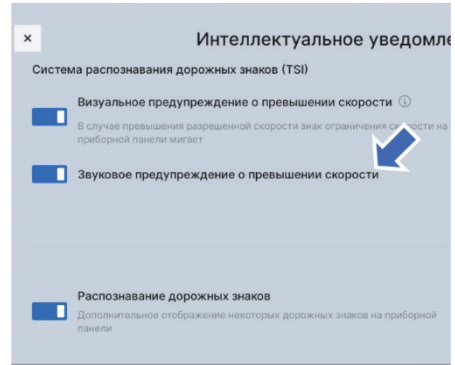 × Интеллектуальное уведомле
Система распознавания дорожных знаков (TSI)
Визуальное предупреждение о превышении скорости
В случае превышения разрешенной скорости знак ограничения скорости на
приборной панели мигает
Звуковое предупреждение о превышении скорости
Распознавание дорожных знаков
Дополнительное отображение некоторых дорожных знаков на приборной
панели